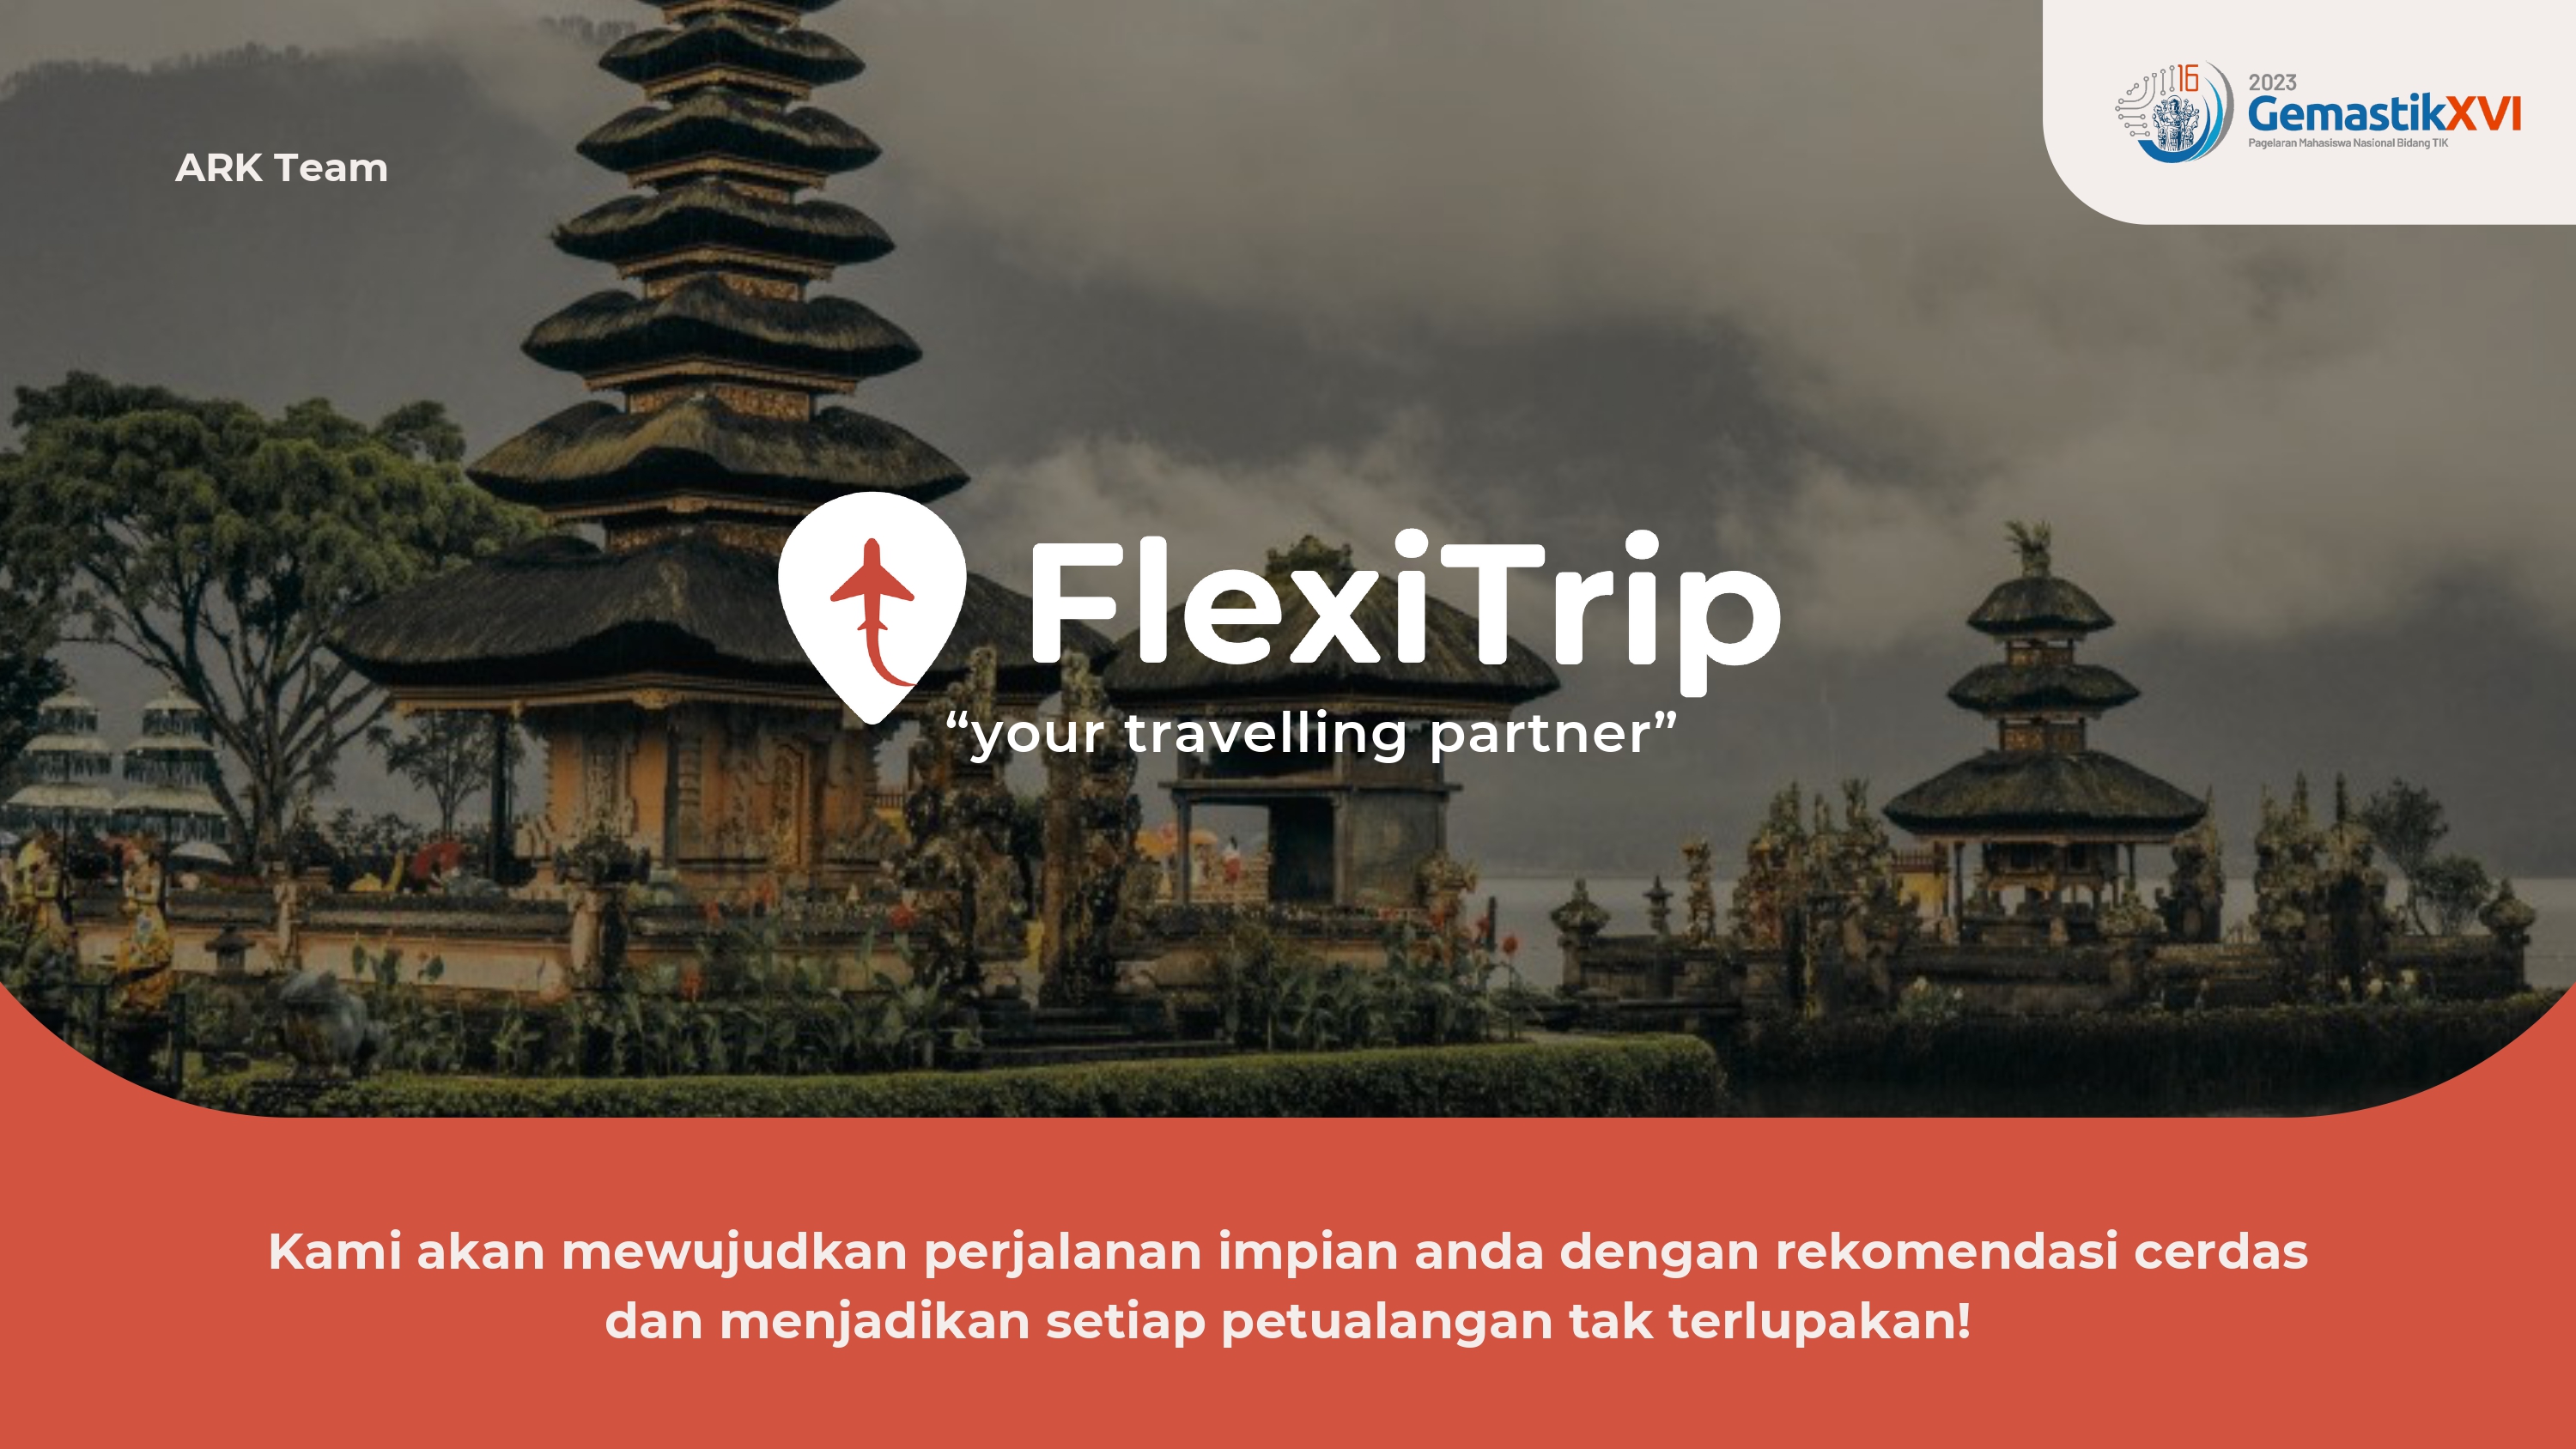 ARK Team
16
2023
GemastikXVI
Pagelaran Mahasiswa Nasional Bidang TIK
FlexiTrip
“your travelling partner”
Kami akan mewujudkan perjalanan impian anda dengan rekomendasi cerdas
dan menjadikan setiap petualangan tak terlupakan!